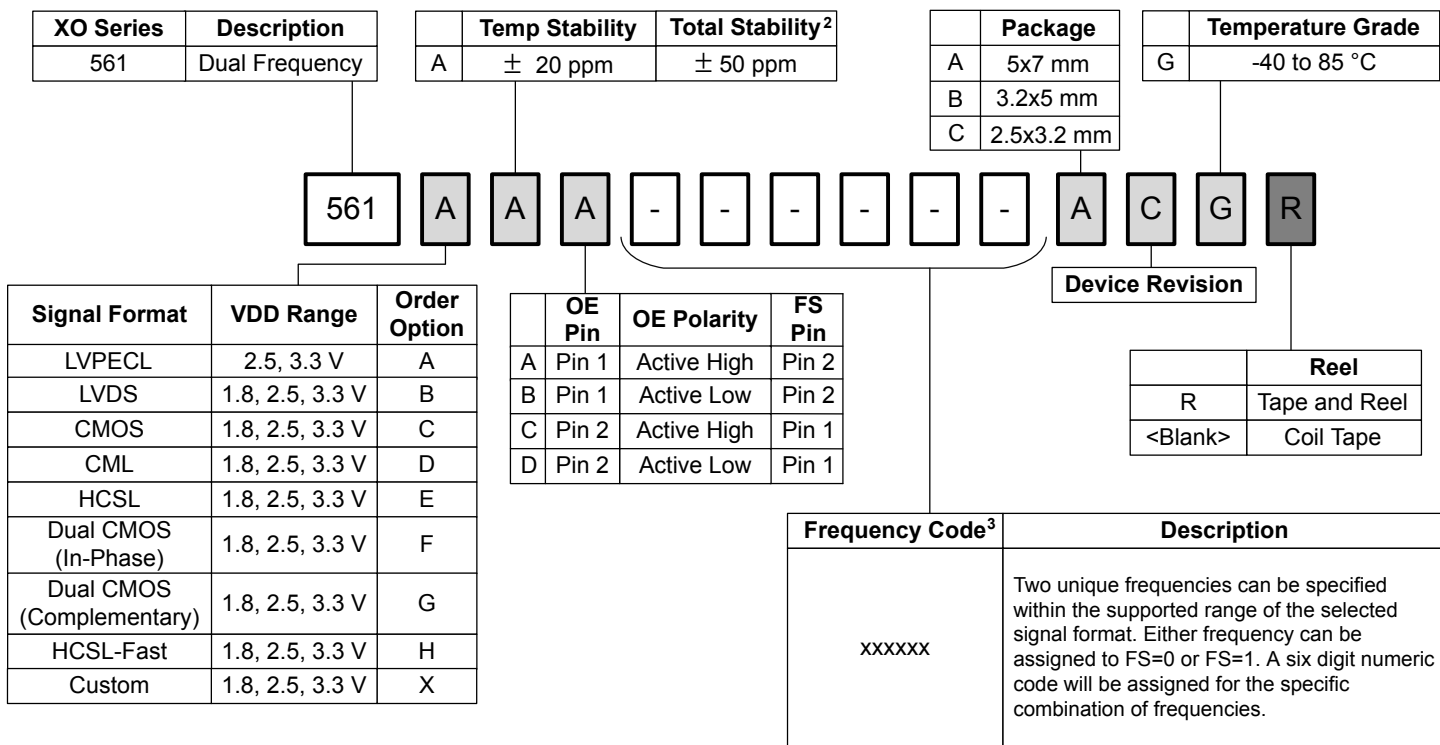 XO Series Description
561 Dual Frequency
Temp Stability Total Stability2
A ± 20 ppm ± 50 ppm
Package
A 5x7 mm
B 3.2x5 mm
C 2.5x3.2 mm
Temperature Grade
G -40 to 85 °C
561 A A A - - - - - - A C G R
Signal Format VDD Range Order Option
LVPECL 2.5, 3.3 V A
LVDS 1.8, 2.5, 3.3 V B
CMOS 1.8, 2.5, 3.3 V C
CML 1.8, 2.5, 3.3 V D
HCSL 1.8, 2.5, 3.3 V E
Dual CMOS
(In-Phase) 1.8, 2.5, 3.3 V F
Dual CMOS
(Complementary) 1.8, 2.5, 3.3 V G
HCSL-Fast 1.8, 2.5, 3.3 V H
Custom 1.8, 2.5, 3.3 V X
OE Pin OE Polarity FS Pin
A Pin 1 Active High Pin 2
B Pin 1 Active Low Pin 2
C Pin 2 Active High Pin 1
D Pin 2 Active Low Pin 1
Device Revision
Reel
R Tape and Reel
<Blank> Coil Tape
Frequency Code3 Description
xxxxxx
Two unique frequencies can be specified
within the supported range of the selected
signal format. Either frequency can be
assigned to FS=0 or FS=1. A six digit numeric
code will be assigned for the specific
combination of frequencies.